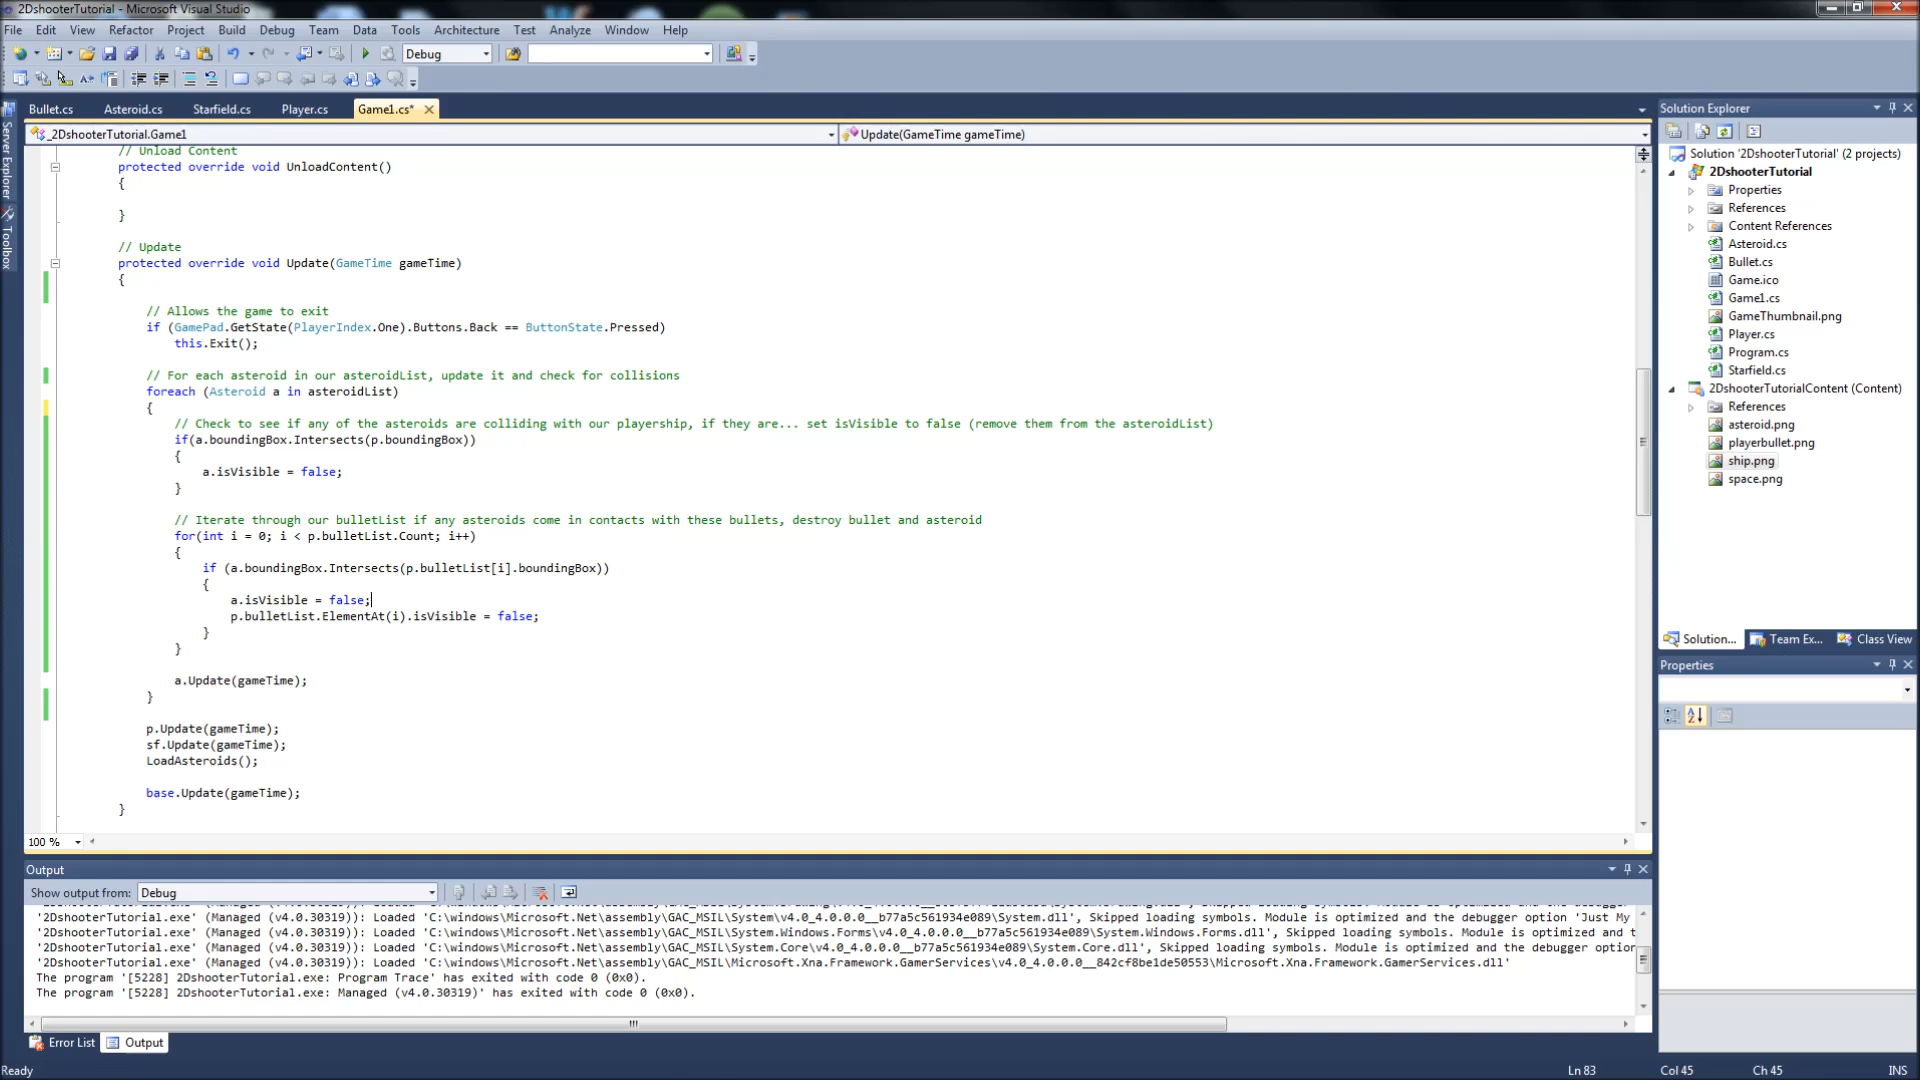 2DshooterTutorial - Microsoft Visual Studio
File Edit View Refactor Project Build Debug Team Data Tools Architecture Test Analyze Window Help
Debug
Bullet.cs Asteroid.cs Starfield.cs Player.cs Game1.cs*
_2DshooterTutorial.Game1 Update(GameTime gameTime)
Server Explorer
Toolbox
// Unload Content
protected override void UnloadContent()
{
}
// Update
protected override void Update(GameTime gameTime)
{
// Allows the game to exit
if (GamePad.GetState(PlayerIndex.One).Buttons.Back == ButtonState.Pressed)
this.Exit();
// For each asteroid in our asteroidList, update it and check for collisions
foreach (Asteroid a in asteroidList)
{
// Check to see if any of the asteroids are colliding with our playership, if they are... set isVisible to false (remove them from the asteroidList)
if(a.boundingBox.Intersects(p.boundingBox))
{
a.isVisible = false;
}
// Iterate through our bulletList if any asteroids come in contacts with these bullets, destroy bullet and asteroid
for(int i = 0; i < p.bulletList.Count; i++)
{
if (a.boundingBox.Intersects(p.bulletList[i].boundingBox))
{
a.isVisible = false;
p.bulletList.ElementAt(i).isVisible = false;
}
}
a.Update(gameTime);
}
p.Update(gameTime);
sf.Update(gameTime);
LoadAsteroids();
base.Update(gameTime);
}
100 %
Output
Show output from: Debug
'2DshooterTutorial.exe' (Managed (v4.0.30319)): Loaded 'C:\windows\Microsoft.Net\assembly\GAC_MSIL\System\v4.0_4.0.0.0__b77a5c561934e089\System.dll', Skipped loading symbols. Module is optimized and the debugger option 'Just My
'2DshooterTutorial.exe' (Managed (v4.0.30319)): Loaded 'C:\windows\Microsoft.Net\assembly\GAC_MSIL\System.Windows.Forms\v4.0_4.0.0.0__b77a5c561934e089\System.Windows.Forms.dll', Skipped loading symbols. Module is optimized and t
'2DshooterTutorial.exe' (Managed (v4.0.30319)): Loaded 'C:\windows\Microsoft.Net\assembly\GAC_MSIL\System.Core\v4.0_4.0.0.0__b77a5c561934e089\System.Core.dll', Skipped loading symbols. Module is optimized and the debugger option
'2DshooterTutorial.exe' (Managed (v4.0.30319)): Loaded 'C:\windows\Microsoft.Net\assembly\GAC_MSIL\Microsoft.Xna.Framework.GamerServices\v4.0_4.0.0.0__842cf8be1de50553\Microsoft.Xna.Framework.GamerServices.dll'
The program '[5228] 2DshooterTutorial.exe: Program Trace' has exited with code 0 (0x0).
The program '[5228] 2DshooterTutorial.exe: Managed (v4.0.30319)' has exited with code 0 (0x0).
Error List Output
Solution Explorer
Solution '2DshooterTutorial' (2 projects)
2DshooterTutorial
Properties
References
Content References
Asteroid.cs
Bullet.cs
Game.ico
Game1.cs
GameThumbnail.png
Player.cs
Program.cs
Starfield.cs
2DshooterTutorialContent (Content)
References
asteroid.png
playerbullet.png
ship.png
space.png
Solution... Team Ex... Class View
Properties
Ready Ln 83 Col 45 Ch 45 INS